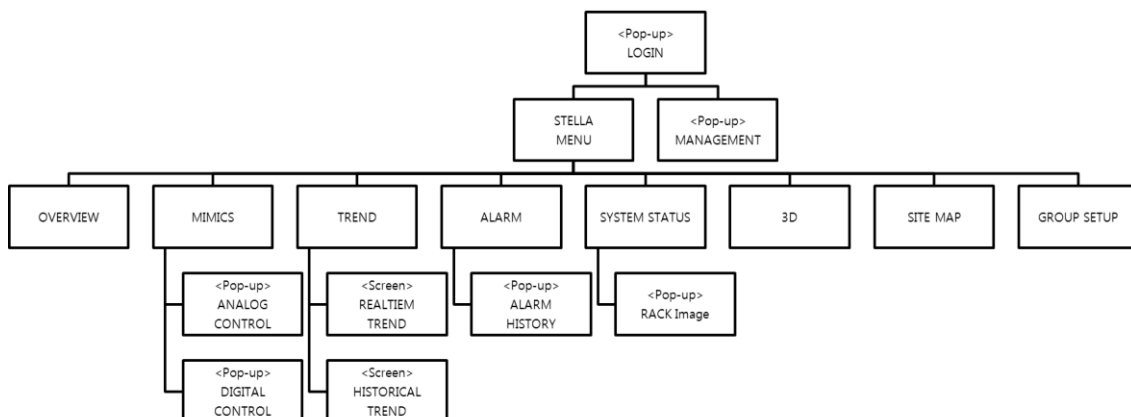 <Pop-up>
LOGIN
STELLA
MENU
<Pop-up>
MANAGEMENT
OVERVIEW
MIMICS
TREND
ALARM
SYSTEM STATUS
3D
SITE MAP
GROUP SETUP
<Pop-up>
ANALOG
CONTROL
<Screen>
REALTIEM
TREND
<Pop-up>
ALARM
HISTORY
<Pop-up>
RACK Image
<Pop-up>
DIGITAL
CONTROL
<Screen>
HISTORICAL
TREND